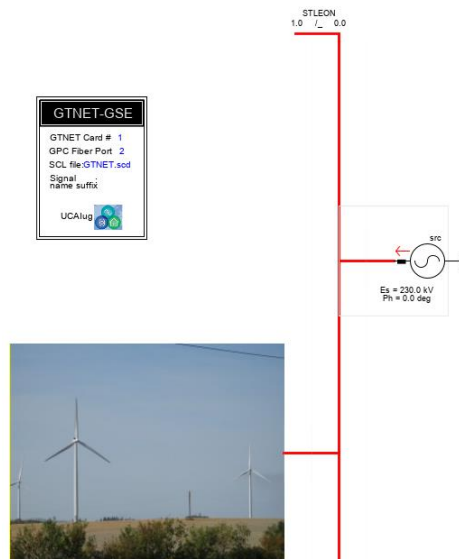 STLEON
1.0 /_ 0.0
GTNET-GSE
GTNET Card # 1
GPC Fiber Port 2
SCL file:GTNET.scd
Signal :
name suffix
UCAIug
src
Es = 230.0 kV
Ph = 0.0 deg